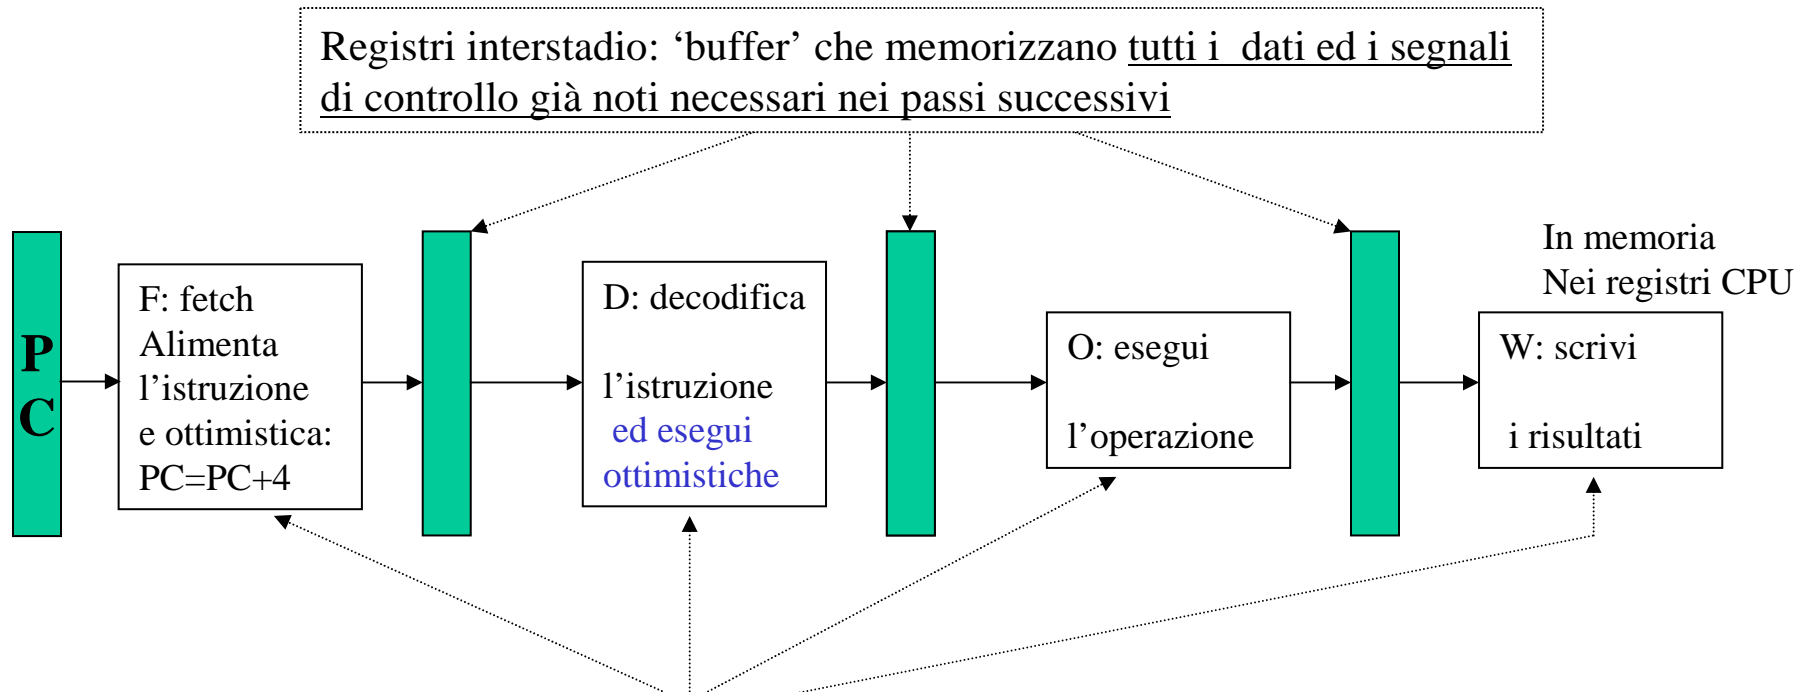 Registri interstadio: ‘buffer’ che memorizzano tutti i dati ed i segnali
di controllo già noti necessari nei passi successivi
In memoria
Nei registri CPU
P
C
F: fetch
Alimenta
l’istruzione
e ottimistica:
PC=PC+4
D: decodifica
l’istruzione
ed esegui
ottimistiche
O: esegui
l’operazione
W: scrivi
i risultati